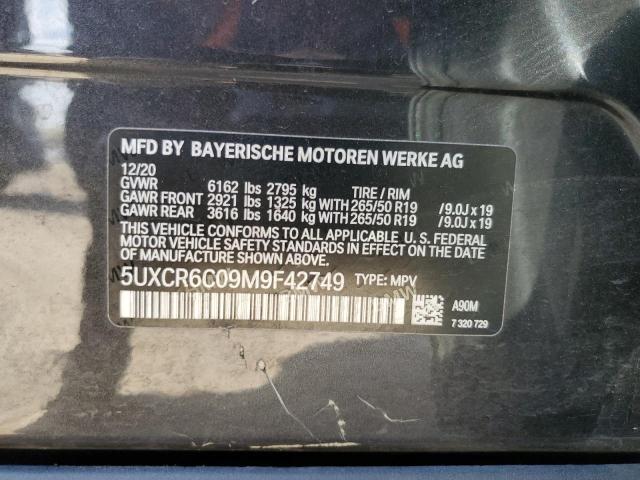 MFD BY BAYERISCHE MOTOREN WERKE AG
12/20
GVWR 6162 lbs 2795 kg TIRE / RIM
GAWR FRONT 2921 lbs 1325 kg WITH 265/50 R19 /9.0J x 19
GAWR REAR 3616 lbs 1640 kg WITH 265/50 R19 /9.0J x 19
THIS VEHICLE CONFORMS TO ALL APPLICABLE U. S. FEDERAL
MOTOR VEHICLE SAFETY STANDARDS IN EFFECT ON THE DATE
OF MANUFACTURE SHOWN ABOVE.
5UXCR6C09M9F42749 TYPE: MPV
A90M
7 320 729